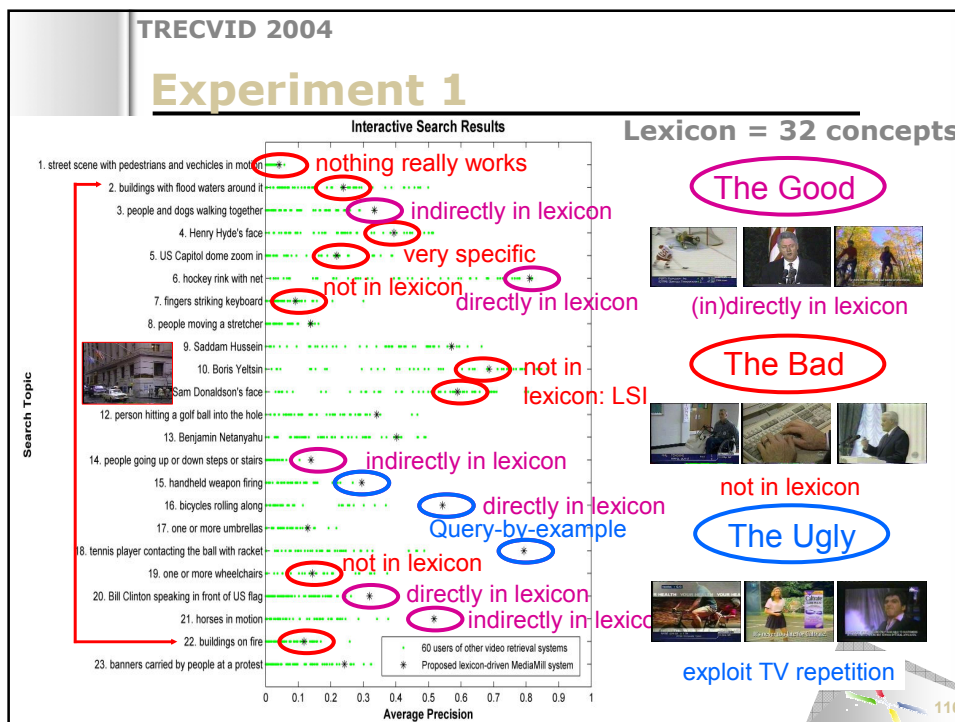 TRECVID 2004
Experiment 1
Interactive Search Results
Lexicon = 32 concepts
Search Topic
1. street scene with pedestrians and vechicles in motion
nothing really works
2. buildings with flood waters around it
3. people and dogs walking together
indirectly in lexicon
4. Henry Hyde's face
5. US Capitol dome zoom in
very specific
6. hockey rink with net
directly in lexicon
7. fingers striking keyboard
not in lexicon
8. people moving a stretcher
9. Saddam Hussein
10. Boris Yeltsin
not in
lexicon: LSI
Sam Donaldson's face
12. person hitting a golf ball into the hole
13. Benjamin Netanyahu
14. people going up or down steps or stairs
indirectly in lexicon
15. handheld weapon firing
16. bicycles rolling along
directly in lexicon
17. one or more umbrellas
Query-by-example
18. tennis player contacting the ball with racket
19. one or more wheelchairs
not in lexicon
20. Bill Clinton speaking in front of US flag
directly in lexicon
21. horses in motion
indirectly in lexico
22. buildings on fire
23. banners carried by people at a protest
60 users of other video retrieval systems
Proposed lexicon-driven MediaMill system
0 0.1 0.2 0.3 0.4 0.5 0.6 0.7 0.8 0.9 1
Average Precision
The Good
(in)directly in lexicon
The Bad
not in lexicon
The Ugly
exploit TV repetition
110